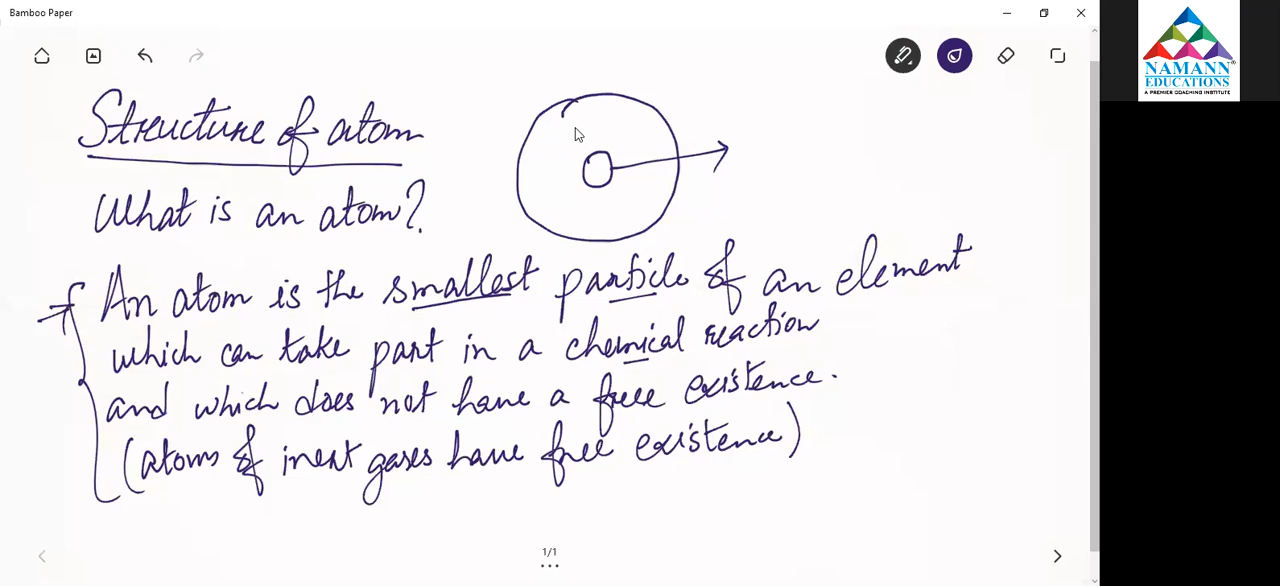 Bamboo Paper
NAMANN
EDUCATIONS
A PREMIER COACHING INSTITUTE
Structure of atom
What is an atom?
An atom is the smallest particle of an element
which can take part in a chemical reaction
and which does not have a free existence.
(atoms of inert gases have free existence)
1/1